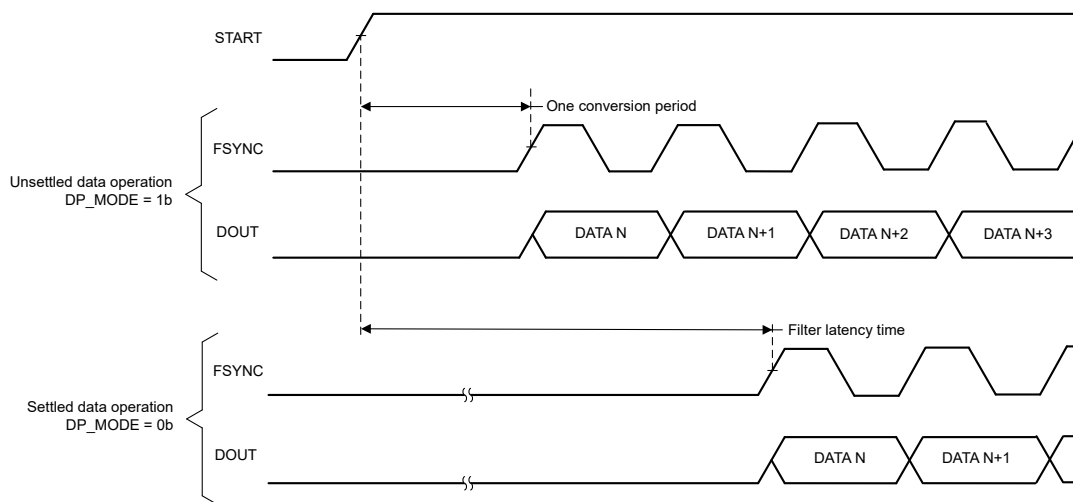 START
One conversion period
FSYNC
Unsettled data operation
DP_MODE = 1b
DOUT
DATA N
DATA N+1
DATA N+2
DATA N+3
Filter latency time
FSYNC
Settled data operation
DP_MODE = 0b
DOUT
DATA N
DATA N+1